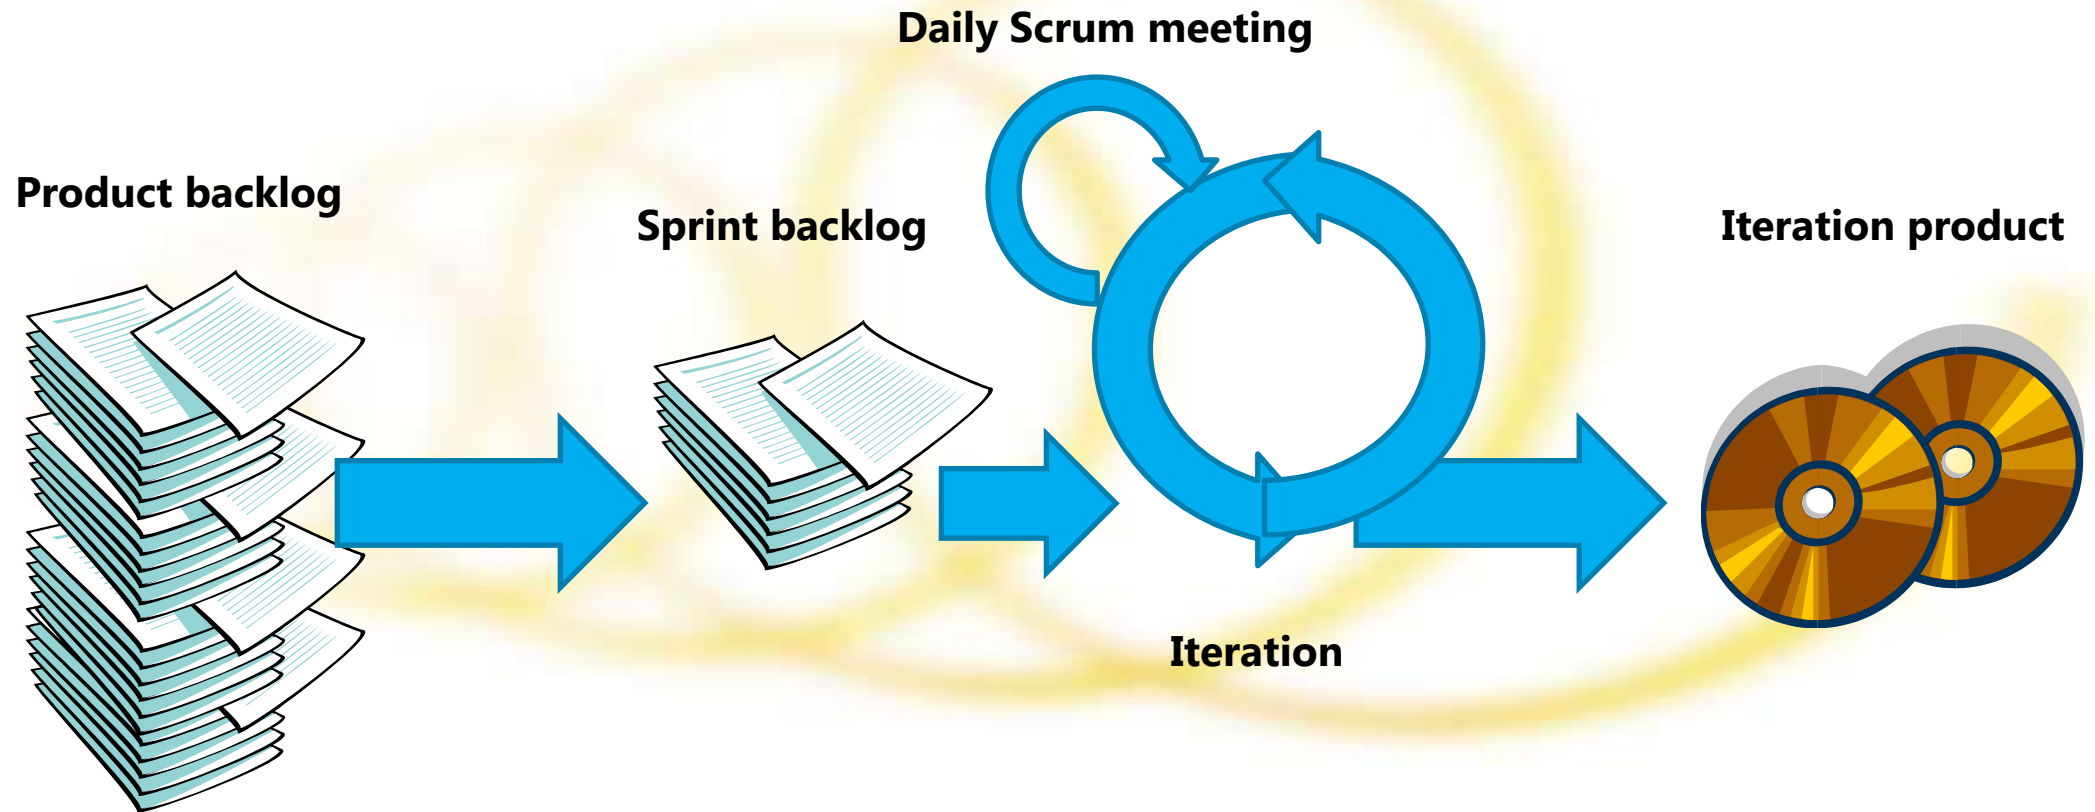 Daily Scrum meeting
Product backlog
Sprint backlog
Iteration product
Iteration